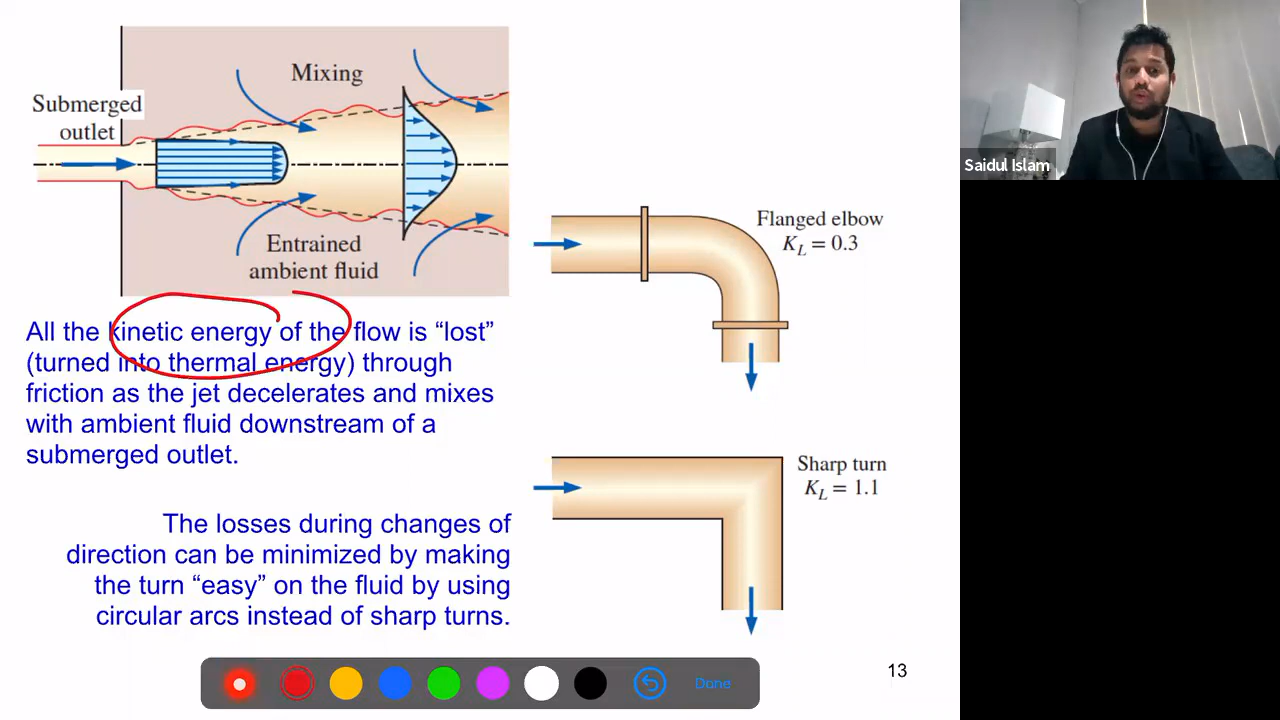 Mixing
Submerged
outlet
Entrained
ambient fluid
All the kinetic energy of the flow is “lost”
(turned into thermal energy) through
friction as the jet decelerates and mixes
with ambient fluid downstream of a
submerged outlet.
The losses during changes of
direction can be minimized by making
the turn “easy” on the fluid by using
circular arcs instead of sharp turns.
Flanged elbow
K_L = 0.3
Sharp turn
K_L = 1.1
Saidul Islam
13
Done